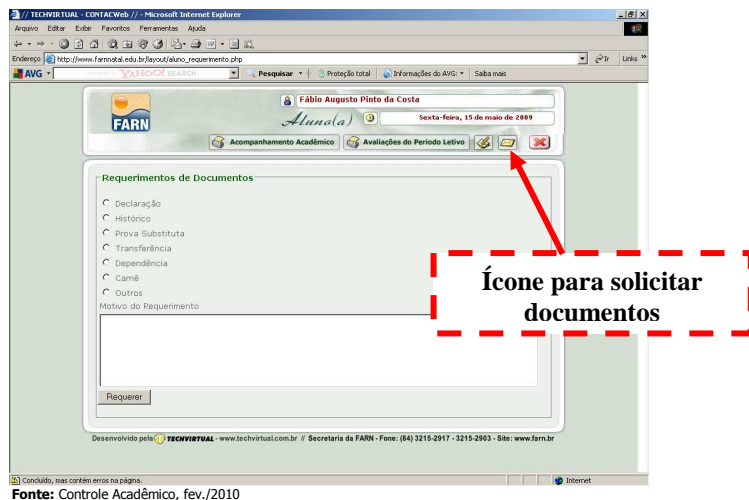 // TECHVIRTUAL - CONTACWeb // - Microsoft Internet Explorer
Arquivo Editar Exibir Favoritos Ferramentas Ajuda
Endereço http://www.farnnatal.edu.br/layout/aluno_requerimento.php Ir Links »
AVG YAHOO! SEARCH Pesquisar Proteção total Informações do AVG: Saiba mais
FARN
Fábio Augusto Pinto da Costa
Aluno(a) Sexta-feira, 15 de maio de 2009
Acompanhamento Acadêmico Avaliações do Periodo Letivo
Requerimentos de Documentos
Declaração
Histórico
Prova Substituta
Transferência
Dependência
Carnê
Outros
Motivo do Requerimento
Ícone para solicitar
documentos
Requerer
Desenvolvido pela TECHVIRTUAL - www.techvirtual.com.br // Secretaria da FARN - Fone: (84) 3215-2917 - 3215-2903 - Site: www.farn.br
Concluído, mas contém erros na página. Internet
Fonte: Controle Acadêmico, fev./2010